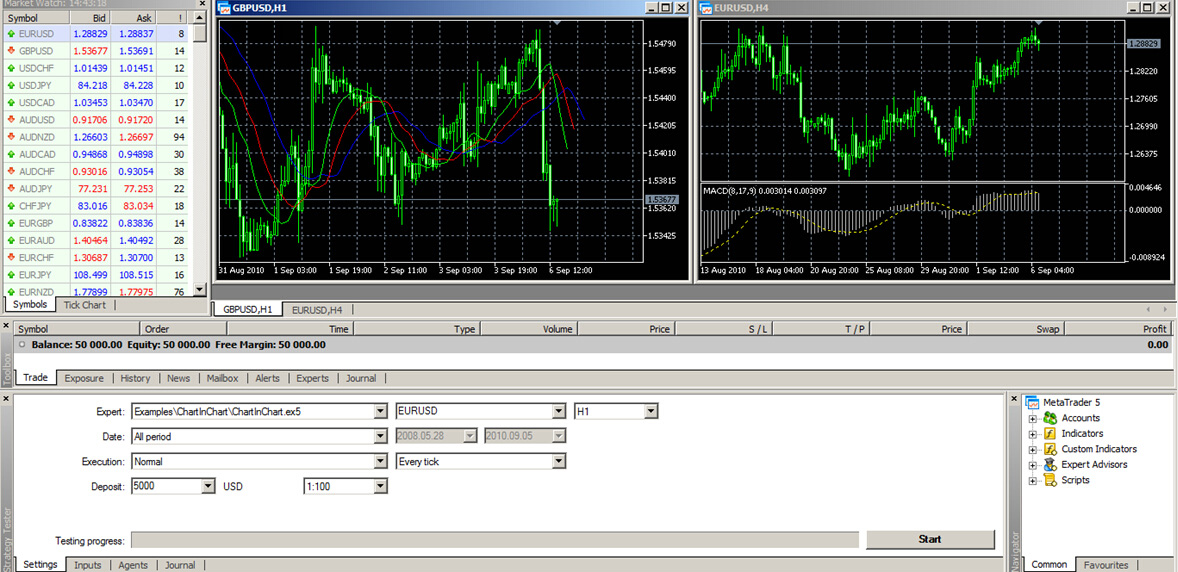 Market Watch: 14:43:18
Symbol Bid Ask !
EURUSD 1.28829 1.28837 8
GBPUSD 1.53677 1.53691 14
USDCHF 1.01439 1.01451 12
USDJPY 84.218 84.228 10
USDCAD 1.03453 1.03470 17
AUDUSD 0.91706 0.91720 14
AUDNZD 1.26603 1.26697 94
AUDCAD 0.94868 0.94898 30
AUDCHF 0.93016 0.93054 38
AUDJPY 77.231 77.253 22
CHFJPY 83.016 83.034 18
EURGBP 0.83822 0.83836 14
EURAUD 1.40464 1.40492 28
EURCHF 1.30687 1.30700 13
EURJPY 108.499 108.515 16
EURNZD 1.77899 1.77975 76
Symbols Tick Chart
GBPUSD,H1
1.54790
1.54595
1.54400
1.54205
1.54010
1.53815
1.53677
1.53620
1.53425
31 Aug 2010 1 Sep 03:00 1 Sep 19:00 2 Sep 11:00 3 Sep 03:00 3 Sep 19:00 6 Sep 12:00
EURUSD,H4
1.28829
1.28220
1.27605
1.26990
1.26375
MACD(8,17,9) 0.003014 0.003097
0.004646
0.000000
-0.008924
13 Aug 2010 18 Aug 04:00 20 Aug 20:00 25 Aug 08:00 29 Aug 20:00 1 Sep 12:00 6 Sep 04:00
GBPUSD,H1 EURUSD,H4
Symbol Order Time Type Volume Price S / L T / P Price Swap Profit
Balance: 50 000.00 Equity: 50 000.00 Free Margin: 50 000.00 0.00
Toolbox
Trade Exposure History News Mailbox Alerts Experts Journal
Expert: Examples\ChartInChart\ChartInChart.ex5 EURUSD H1
Date: All period 2008.05.28 2010.09.05
Execution: Normal Every tick
Deposit: 5000 USD 1:100
Testing progress: Start
Strategy Tester
Settings Inputs Agents Journal
MetaTrader 5
Accounts
Indicators
Custom Indicators
Expert Advisors
Scripts
Navigator
Common Favourites